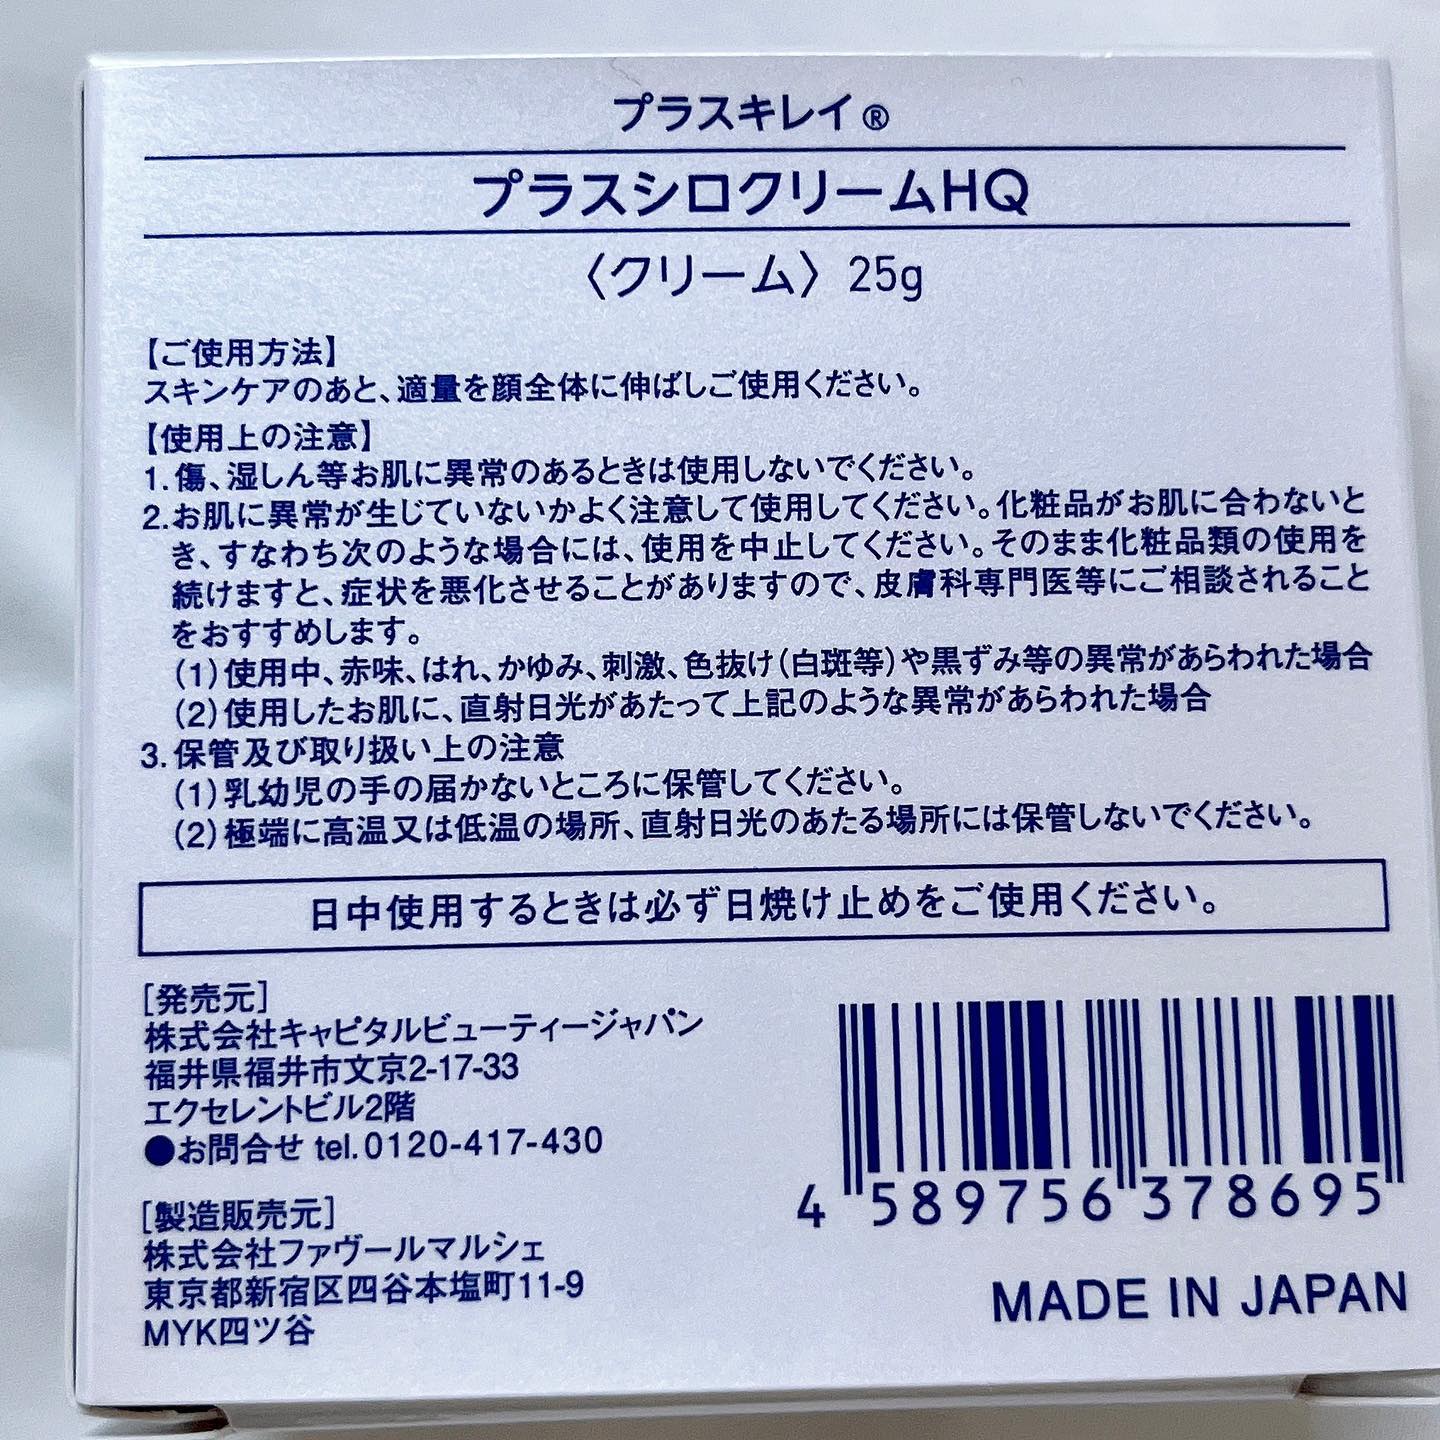 プラスキレイ®
プラスシロクリームHQ
〈クリーム〉 25g
【ご使用方法】
スキンケアのあと、適量を顔全体に伸ばしご使用ください。
【使用上の注意】
1.傷、湿しん等お肌に異常のあるときは使用しないでください。
2.お肌に異常が生じていないかよく注意して使用してください。化粧品がお肌に合わないと
き、すなわち次のような場合には、使用を中止してください。そのまま化粧品類の使用を
続けますと、症状を悪化させることがありますので、皮膚科専門医等にご相談されること
をおすすめします。
(1)使用中、赤味、はれ、かゆみ、刺激、色抜け(白斑等)や黒ずみ等の異常があらわれた場合
(2)使用したお肌に、直射日光があたって上記のような異常があらわれた場合
3.保管及び取り扱い上の注意
(1)乳幼児の手の届かないところに保管してください。
(2)極端に高温又は低温の場所、直射日光のあたる場所には保管しないでください。
日中使用するときは必ず日焼け止めをご使用ください。
[発売元]
株式会社キャピタルビューティージャパン
福井県福井市文京2-17-33
エクセレントビル2階
●お問合せ tel.0120-417-430
[製造販売元]
株式会社ファヴールマルシェ
東京都新宿区四谷本塩町11-9
MYK四ツ谷
4 589756 378695
MADE IN JAPAN